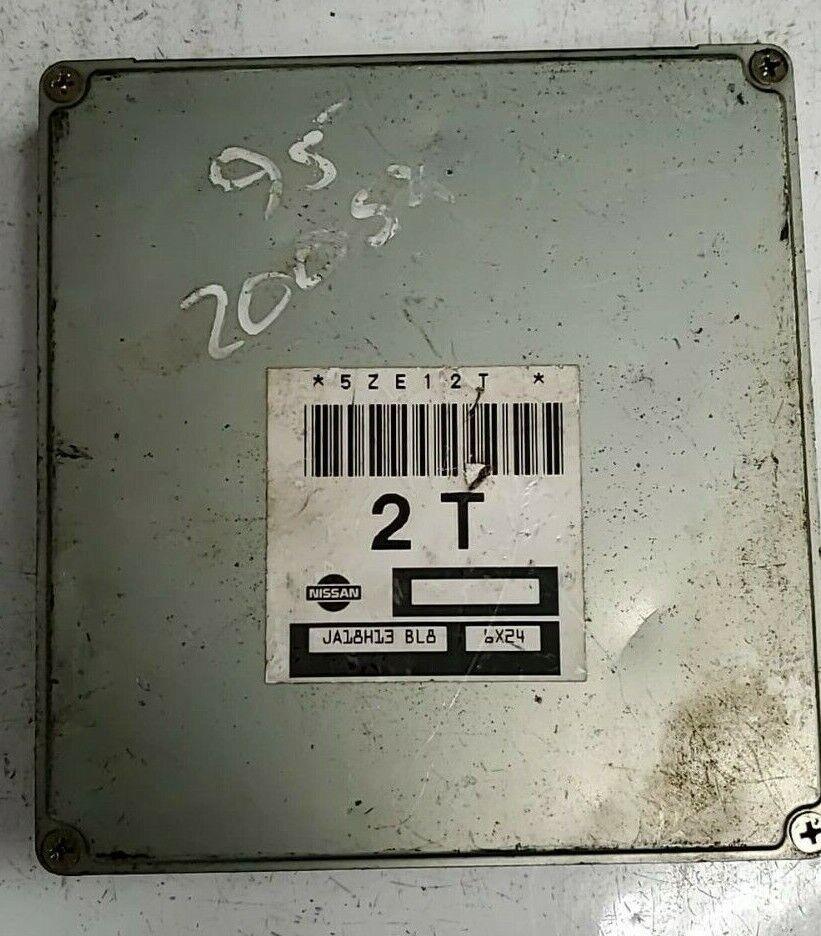 95
200sx
*5ZE12T *
2T
NISSAN
JA18H13 BL8 6X24